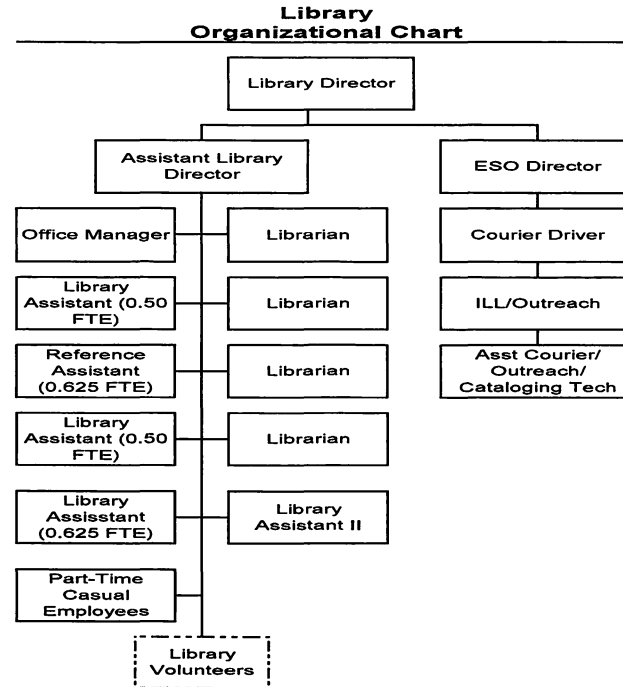 Library
Organizational Chart
Library Director
Assistant Library
Director
ESO Director
Office Manager
Librarian
Courier Driver
Library
Assistant (0.50
FTE)
Librarian
ILL/Outreach
Reference
Assistant
(0.625 FTE)
Librarian
Asst Courier/
Outreach/
Cataloging Tech
Library
Assistant (0.50
FTE)
Librarian
Library
Assisstant
(0.625 FTE)
Library
Assistant II
Part-Time
Casual
Employees
Library
Volunteers